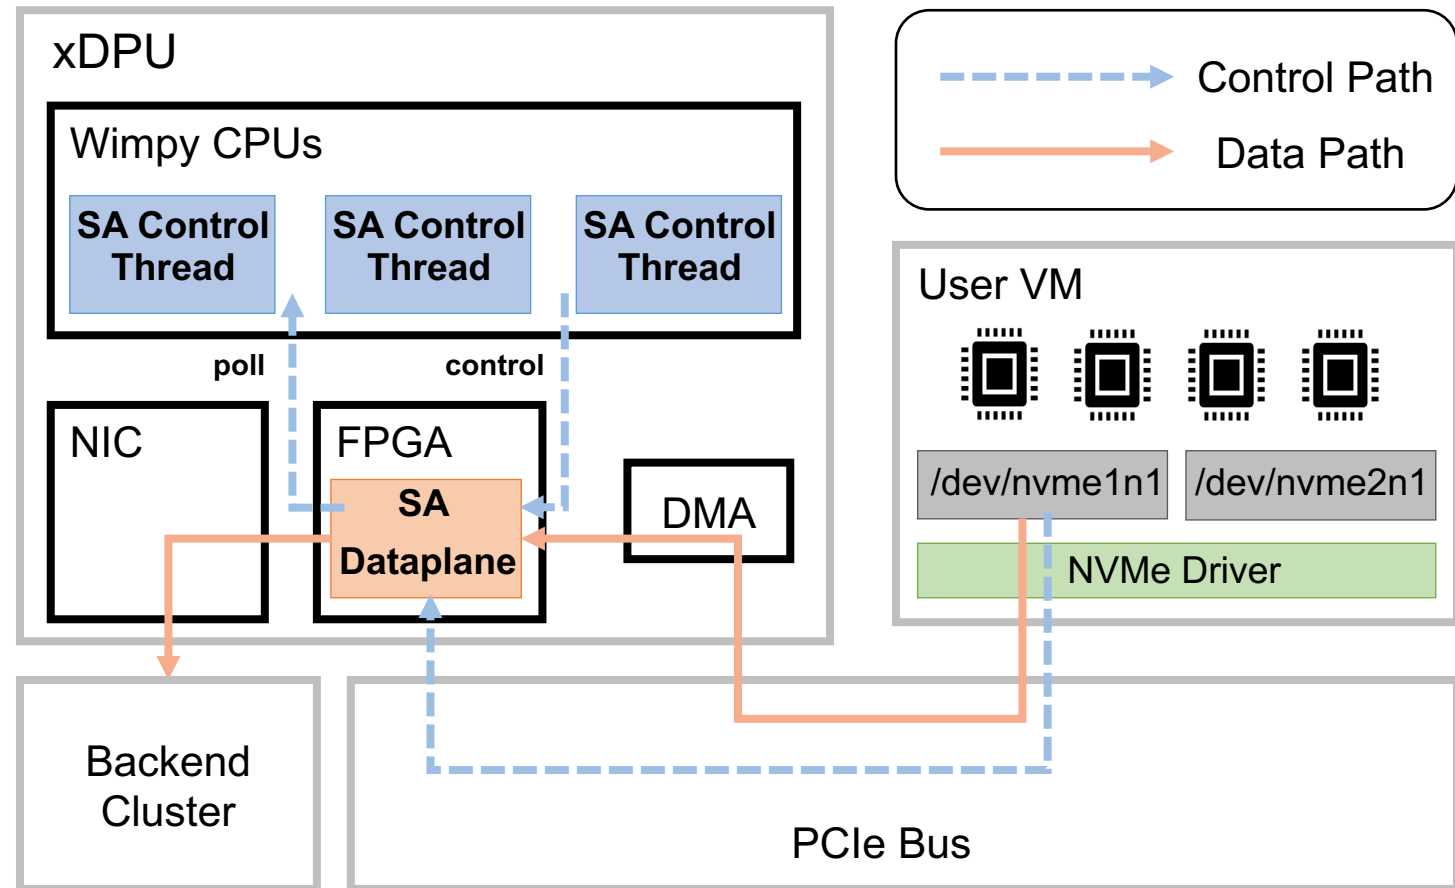 xDPU
Wimpy CPUs
SA Control
Thread
SA Control
Thread
SA Control
Thread
poll
control
NIC
FPGA
SA
Dataplane
DMA
Control Path
Data Path
User VM
/dev/nvme1n1
/dev/nvme2n1
NVMe Driver
Backend
Cluster
PCIe Bus